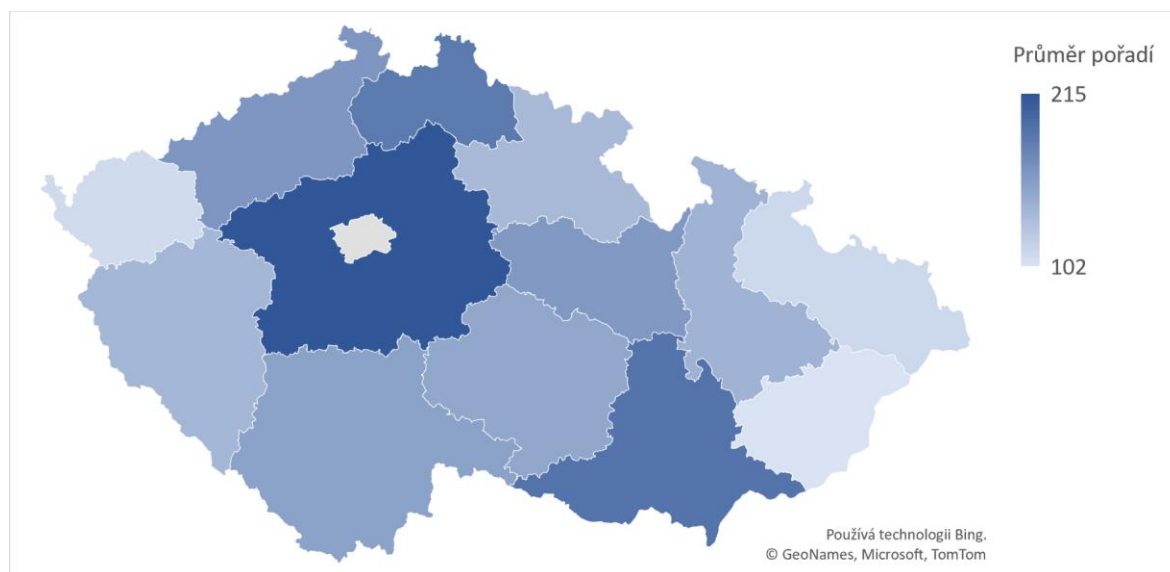 Průměr pořadí
215
102
Používá technologii Bing.
© GeoNames, Microsoft, TomTom